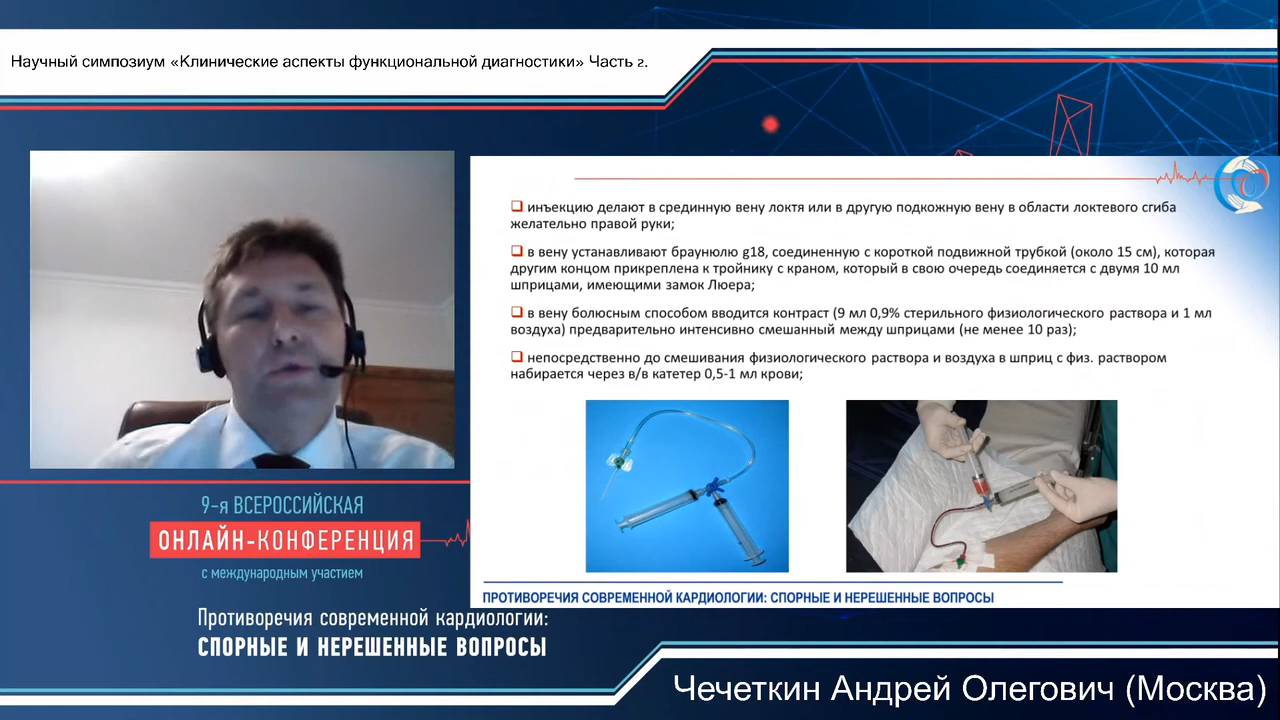 Научный симпозиум «Клинические аспекты функциональной диагностики» Часть 2.
❑ инъекцию делают в срединную вену локтя или в другую подкожную вену в области локтевого сгиба
желательно правой руки;
❑ в вену устанавливают браунюлю g18, соединенную с короткой подвижной трубкой (около 15 см), которая
другим концом прикреплена к тройнику с краном, который в свою очередь соединяется с двумя 10 мл
шприцами, имеющими замок Люера;
❑ в вену болюсным способом вводится контраст (9 мл 0,9% стерильного физиологического раствора и 1 мл
воздуха) предварительно интенсивно смешанный между шприцами (не менее 10 раз);
❑ непосредственно до смешивания физиологического раствора и воздуха в шприц с физ. раствором
набирается через в/в катетер 0,5-1 мл крови;
ПРОТИВОРЕЧИЯ СОВРЕМЕННОЙ КАРДИОЛОГИИ: СПОРНЫЕ И НЕРЕШЕННЫЕ ВОПРОСЫ
9-я ВСЕРОССИЙСКАЯ
ОНЛАЙН-КОНФЕРЕНЦИЯ
с международным участием
Противоречия современной кардиологии:
СПОРНЫЕ И НЕРЕШЕННЫЕ ВОПРОСЫ
Чечеткин Андрей Олегович (Москва)